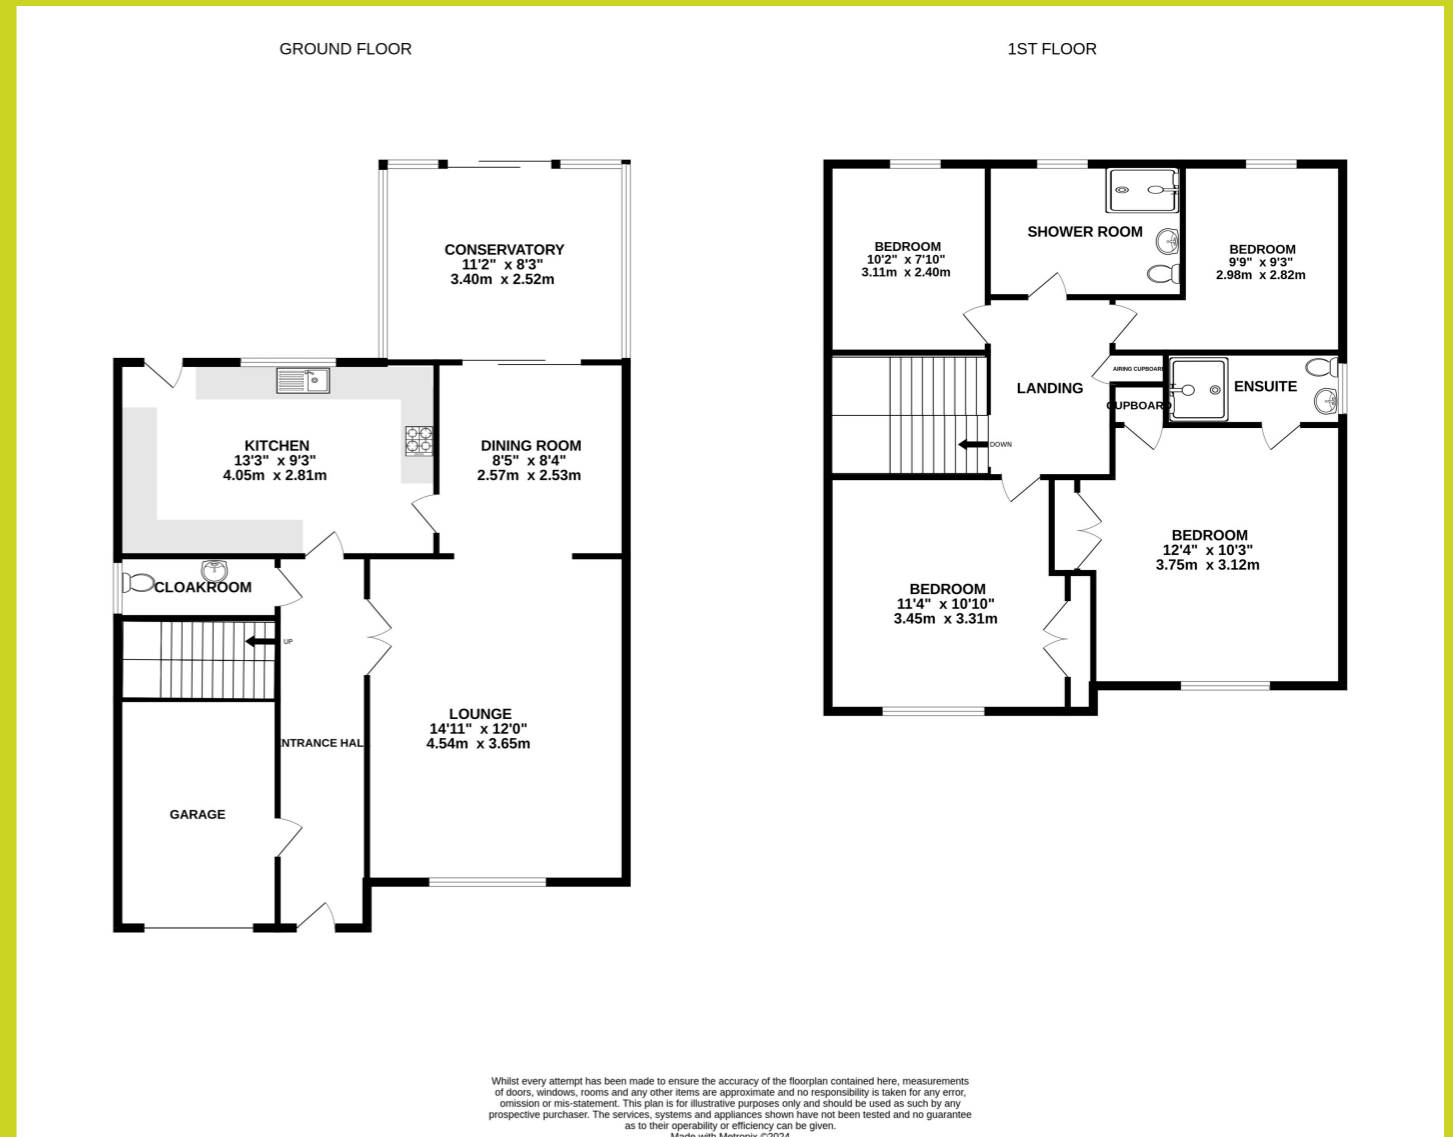 GROUND FLOOR
1ST FLOOR
CONSERVATORY
11'2" x 8'3"
3.40m x 2.52m
KITCHEN
13'3" x 9'3"
4.05m x 2.81m
DINING ROOM
8'5" x 8'4"
2.57m x 2.53m
CLOAKROOM
UP
LOUNGE
14'11" x 12'0"
4.54m x 3.65m
NTRANCE HAL
GARAGE
BEDROOM
10'2" x 7'10"
3.11m x 2.40m
SHOWER ROOM
BEDROOM
9'9" x 9'3"
2.98m x 2.82m
AIRING CUPBOARD
LANDING
ENSUITE
CUPBOARD
DOWN
BEDROOM
12'4" x 10'3"
3.75m x 3.12m
BEDROOM
11'4" x 10'10"
3.45m x 3.31m
Whilst every attempt has been made to ensure the accuracy of the floorplan contained here, measurements
of doors, windows, rooms and any other items are approximate and no responsibility is taken for any error,
omission or mis-statement. This plan is for illustrative purposes only and should be used as such by any
prospective purchaser. The services, systems and appliances shown have not been tested and no guarantee
as to their operability or efficiency can be given.
Made with Metropix ©2024